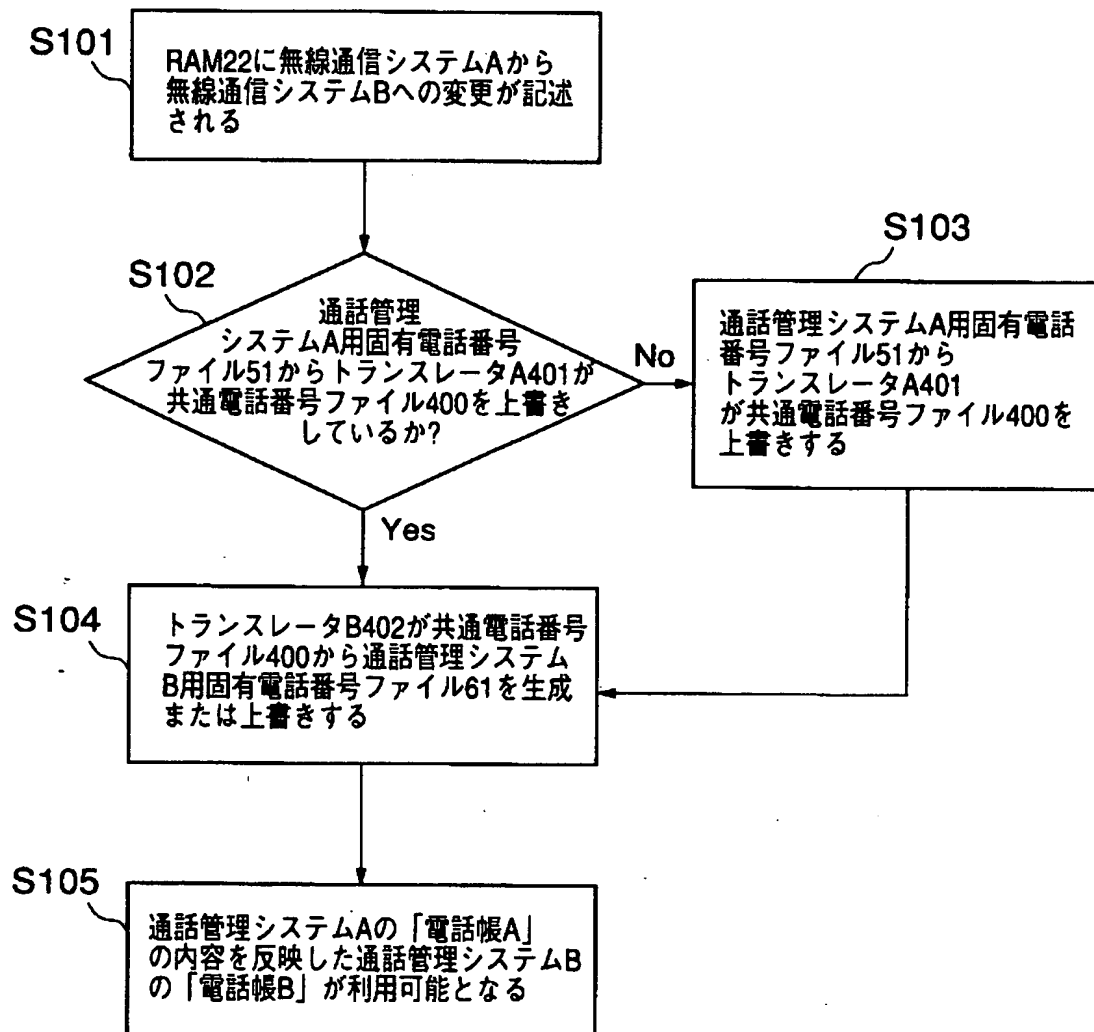 S101
RAM22に無線通信システムAから
無線通信システムBへの変更が記述
される
S102
通話管理
システムA用固有電話番号
ファイル51からトランスレータA401が
共通電話番号ファイル400を上書き
しているか?
No
S103
通話管理システムA用固有電話
番号ファイル51から
トランスレータA401
が共通電話番号ファイル400を
上書きする
Yes
S104
トランスレータB402が共通電話番号
ファイル400から通話管理システム
B用固有電話番号ファイル61を生成
または上書きする
S105
通話管理システムAの「電話帳A」
の内容を反映した通話管理システムB
の「電話帳B」が利用可能となる